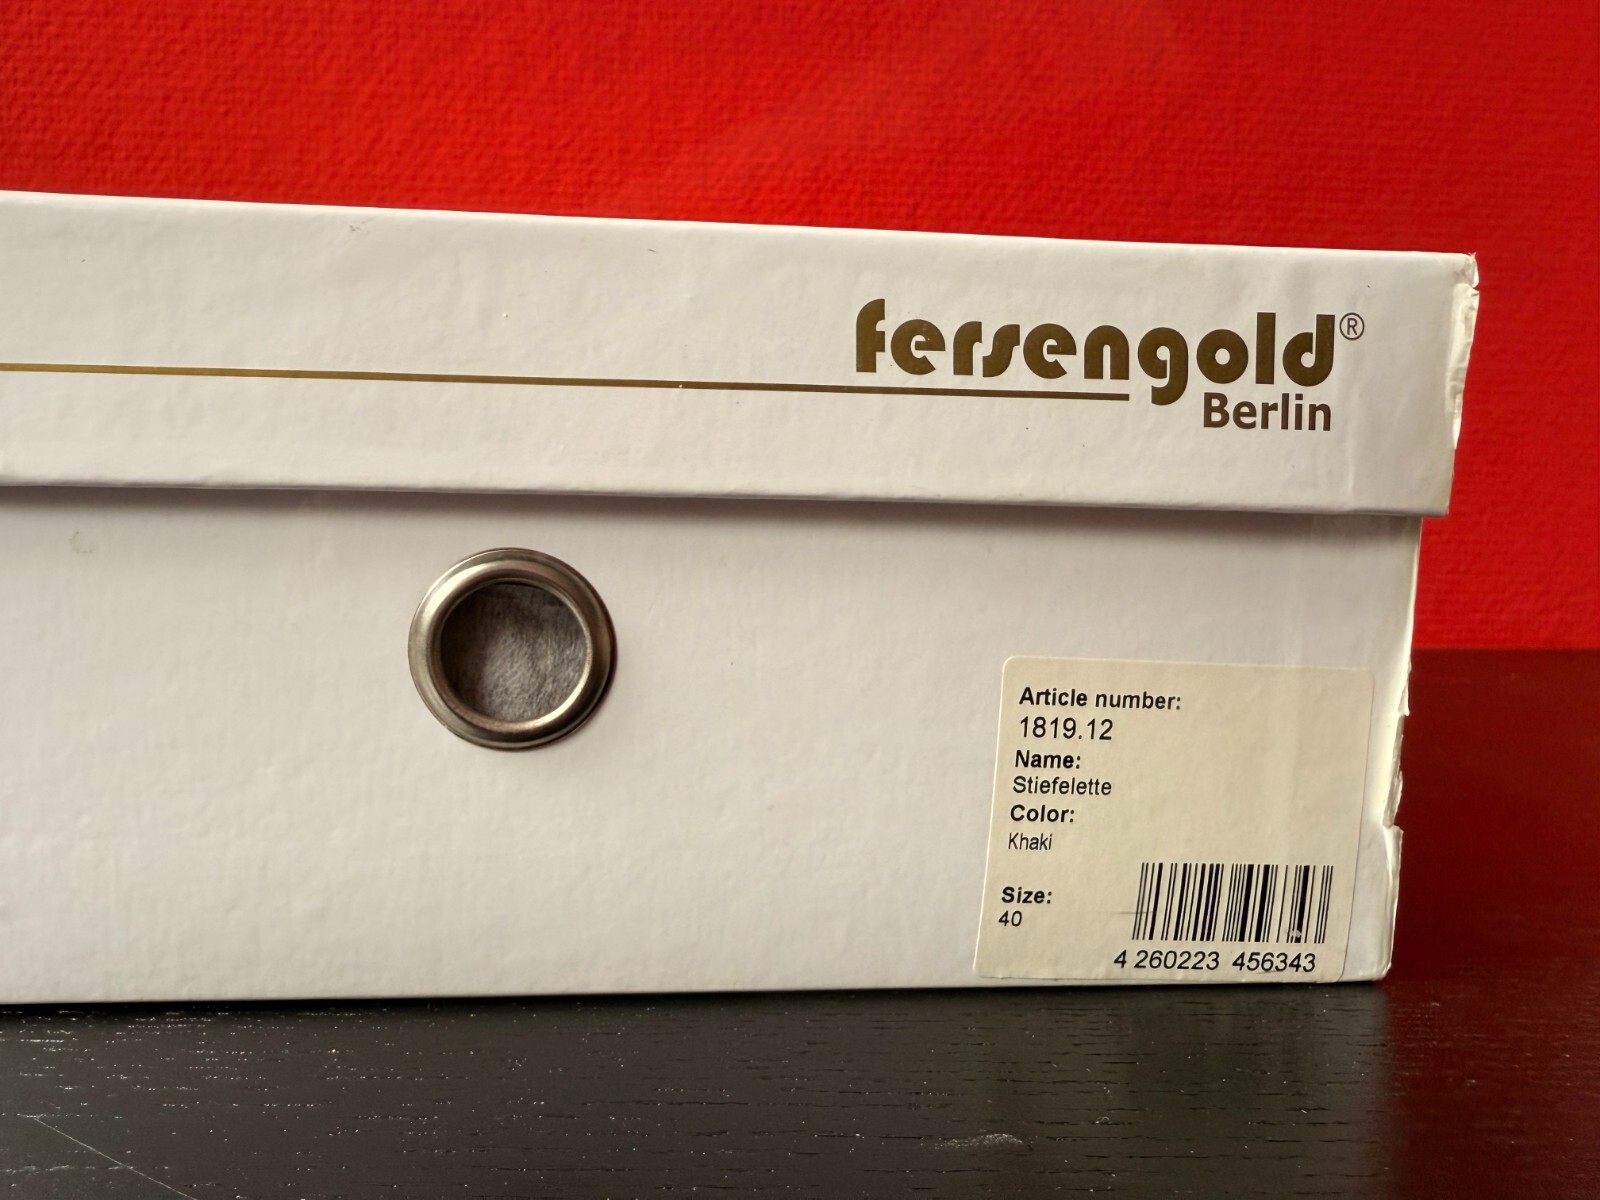 fersengold®
Berlin
Article number:
1819.12
Name:
Stiefelette
Color:
Khaki
Size:
40
4 260223 456343